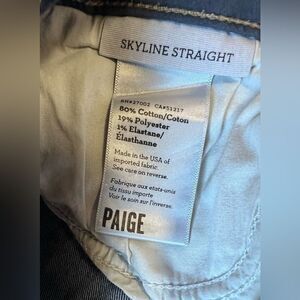 SKYLINE STRAIGHT
RN#27002 CA#51217
80% Cotton/Coton
19% Polyester
1% Elastane/
Élasthanne
Made in the USA of
imported fabric.
See care on reverse.
Fabrique aux etats-unis
du tissu importe
Voir le soin sur l'inverse.
PAIGE